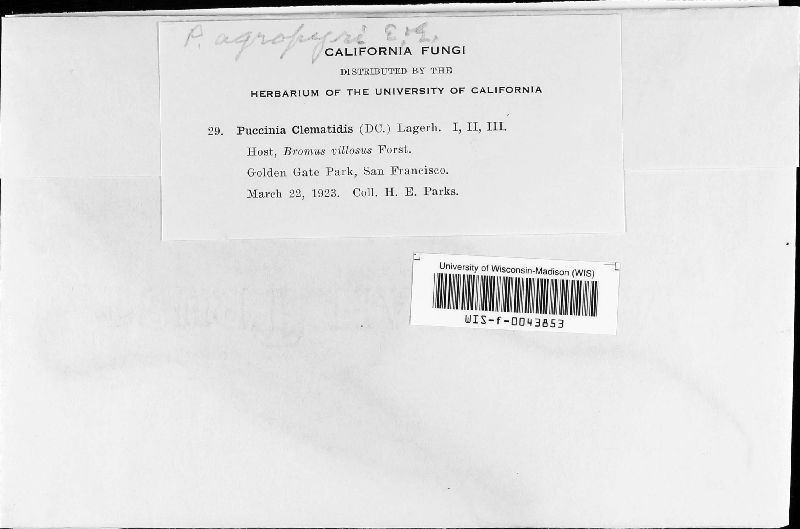 P. agropyri E. & E.
CALIFORNIA FUNGI
DISTRIBUTED BY THE
HERBARIUM OF THE UNIVERSITY OF CALIFORNIA
29. Puccinia Clematidis (DC.) Lagerh. I, II, III.
Host, Bromus villosus Forst.
Golden Gate Park, San Francisco.
March 22, 1923. Coll. H. E. Parks.
University of Wisconsin-Madison (WIS)
WIS-f-0043853